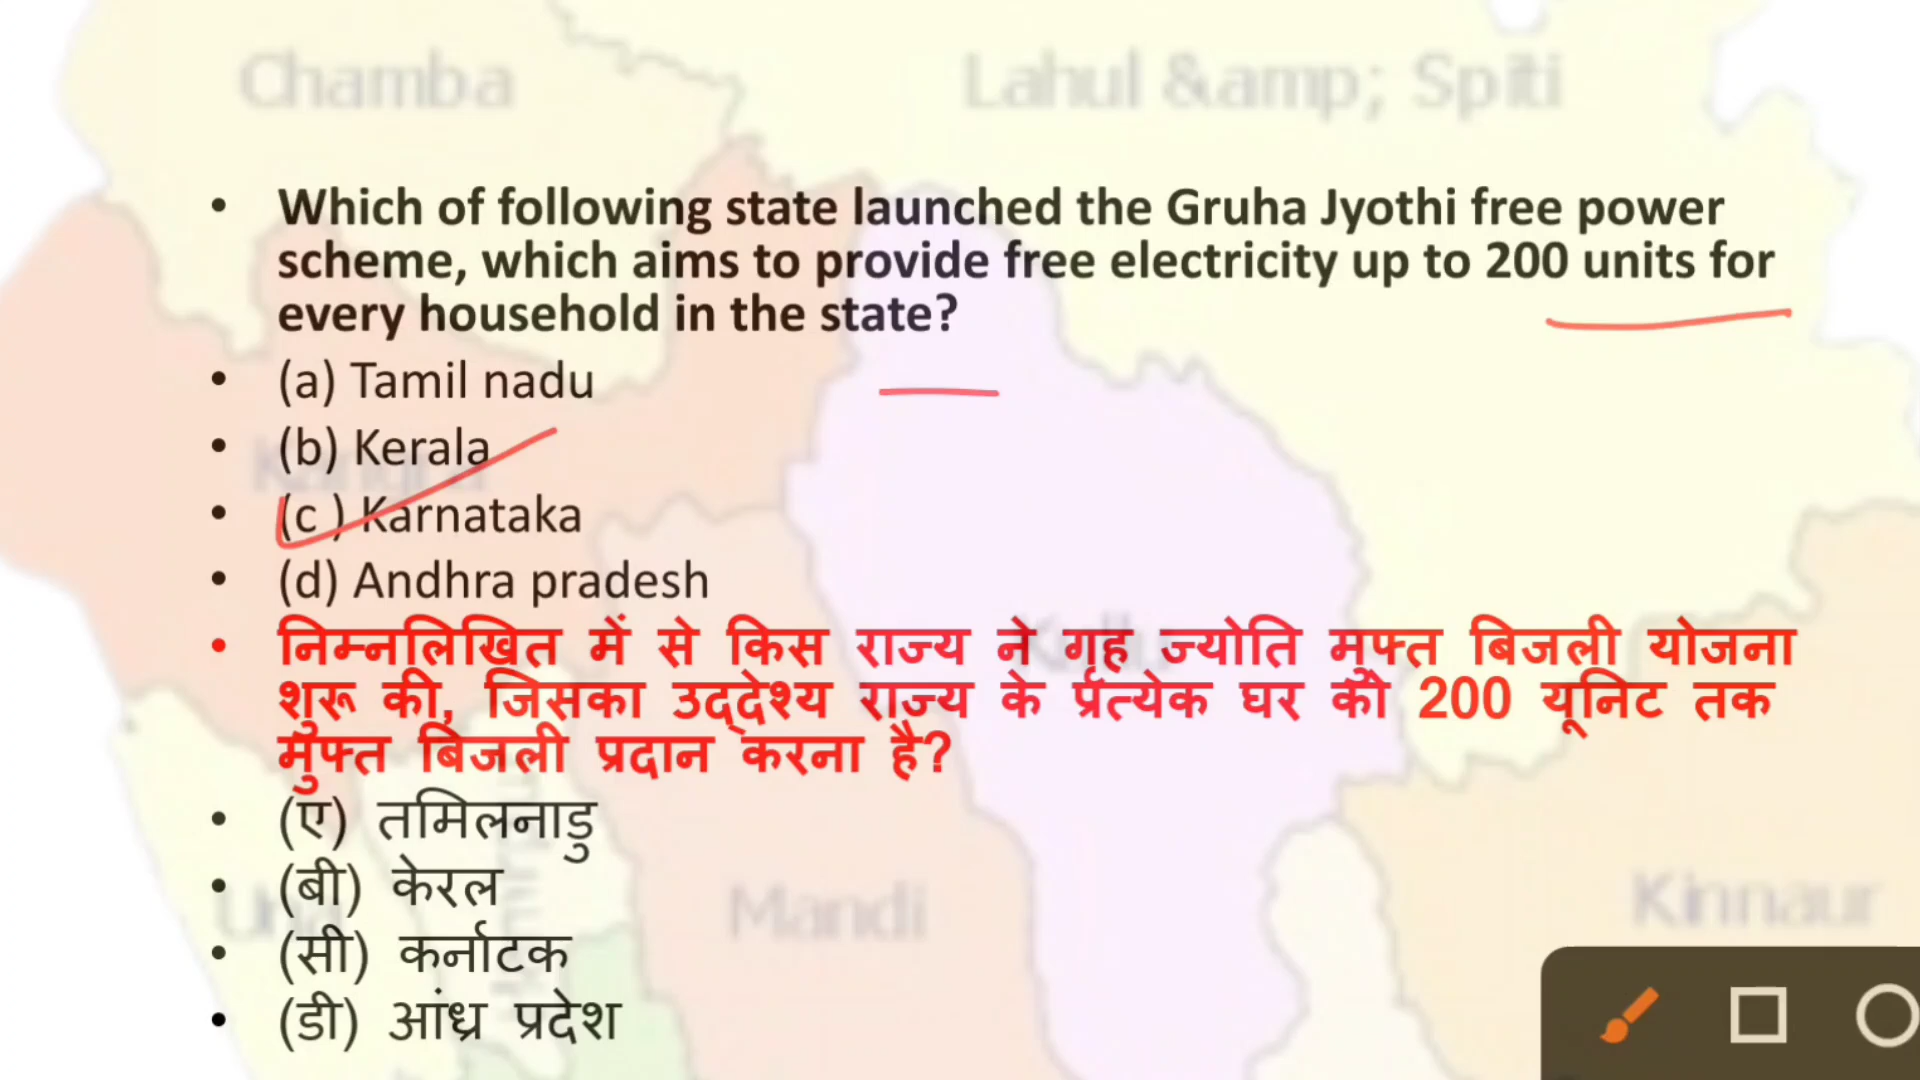 Chamba
Lahul &amp; Spiti
• Which of following state launched the Gruha Jyothi free power
scheme, which aims to provide free electricity up to 200 units for
every household in the state?
• (a) Tamil nadu
• (b) Kerala
Kangra
• (c ) Karnataka
• (d) Andhra pradesh
• निम्नलिखित में से किस राज्य ने गृह ज्योति मुफ्त बिजली योजना
शुरू की, जिसका उद्देश्य राज्य के प्रत्येक घर को 200 यूनिट तक
मुफ्त बिजली प्रदान करना है?
• (ए) तमिलनाडु
• (बी) केरल
Mandi
Kinnaur
• (सी) कर्नाटक
• (डी) आंध्र प्रदेश